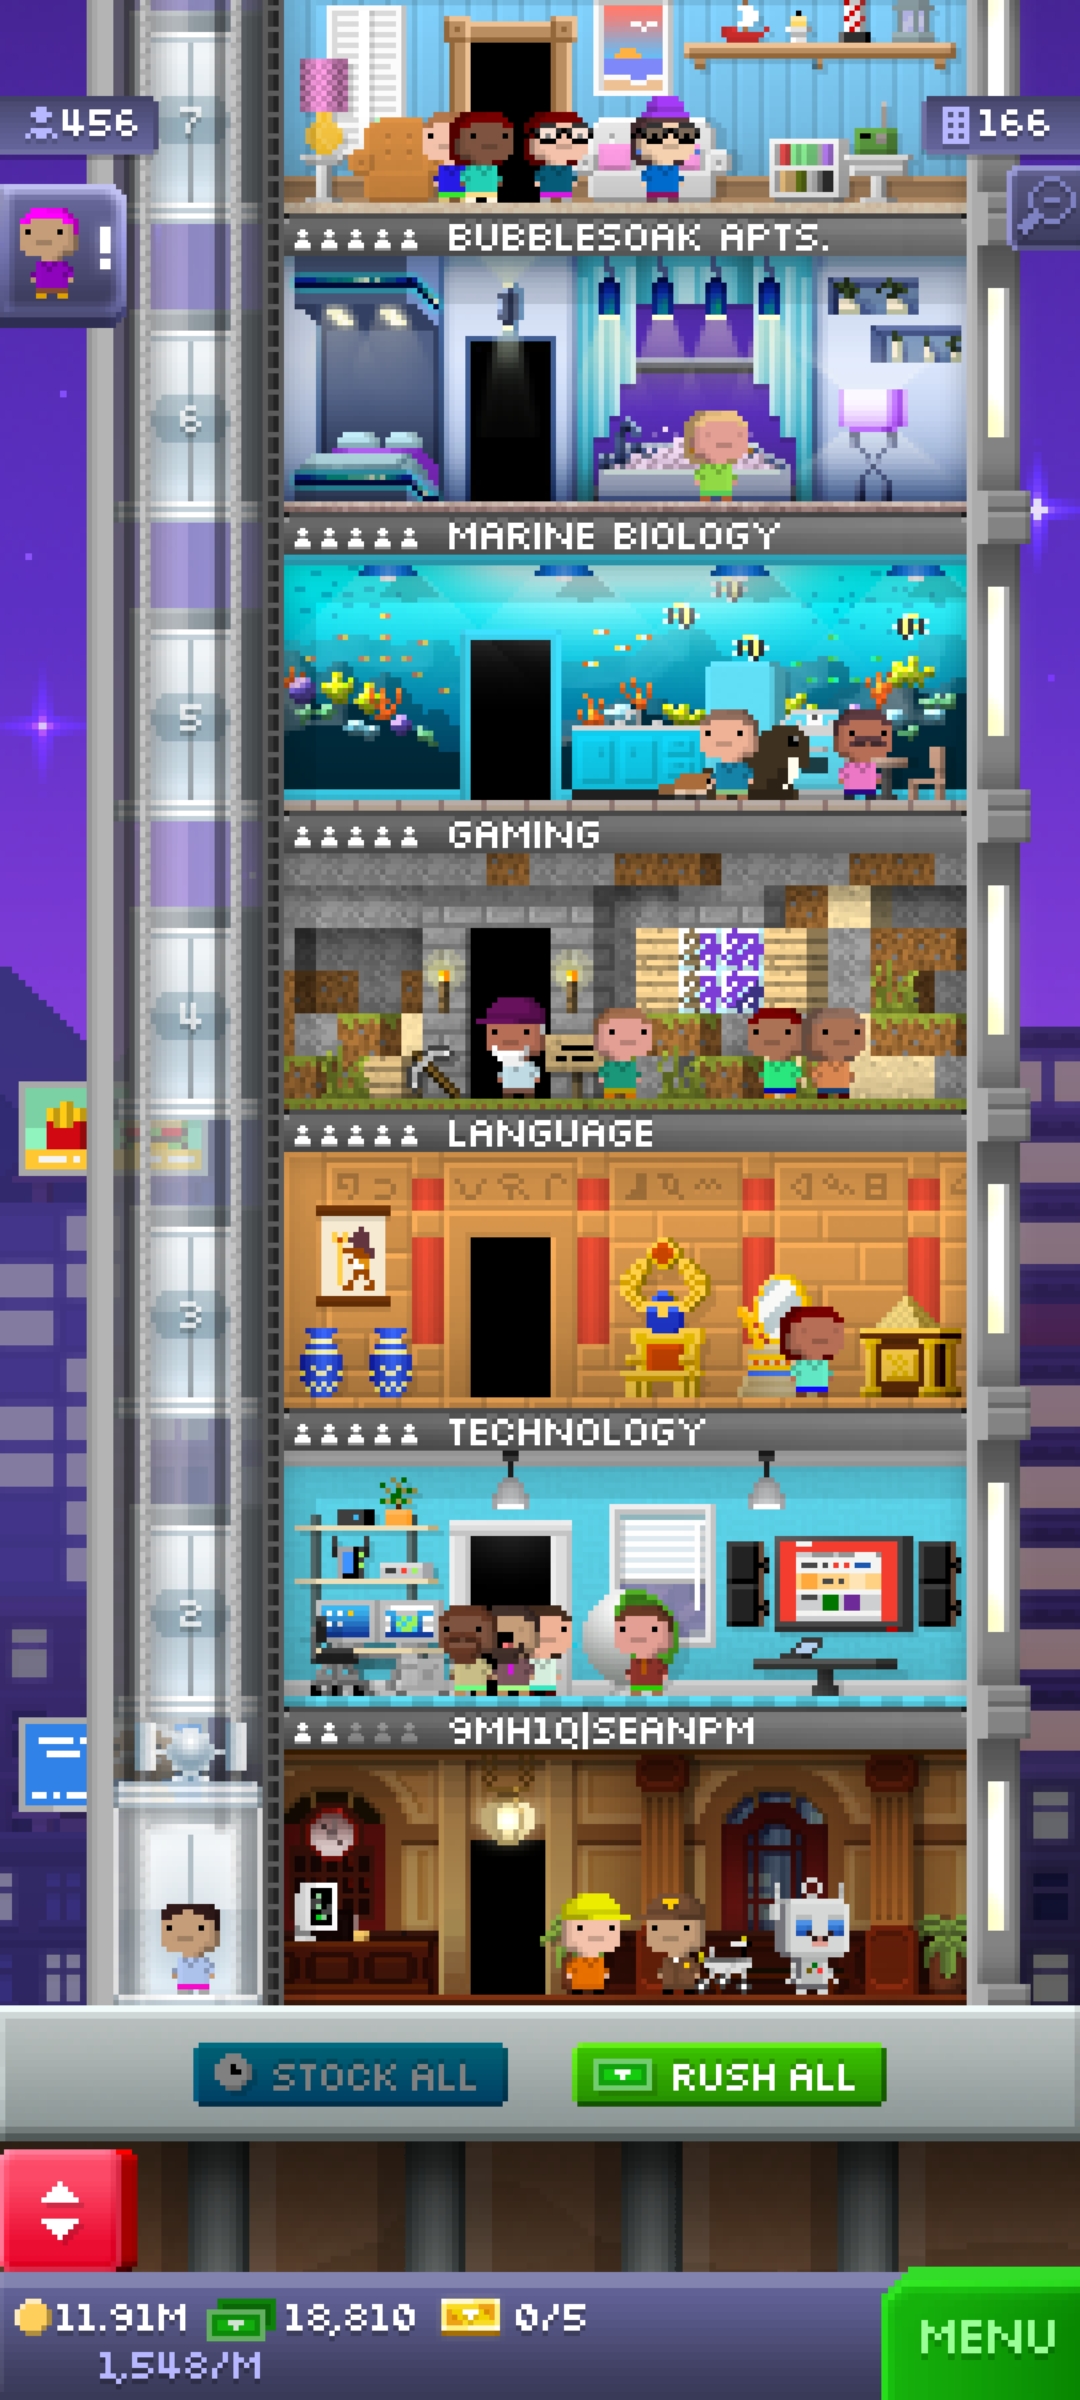 7
456
166
!
BUBBLESOAK APTS.
6
MARINE BIOLOGY
5
GAMING
4
LANGUAGE
3
TECHNOLOGY
2
9MH1Q|SEANPM
STOCK ALL
RUSH ALL
11.91M
18,810
0/5
1,548/M
MENU